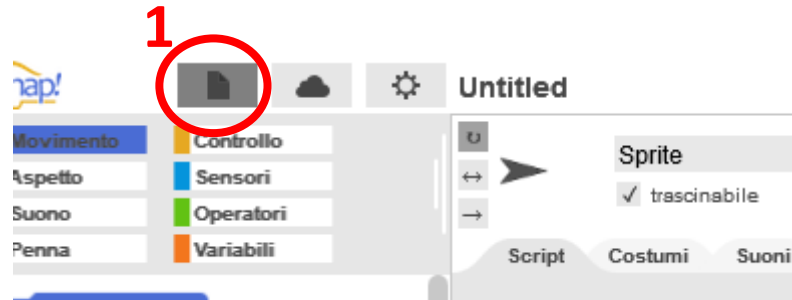 1
nap!
Untitled
Movimento Controllo
Aspetto Sensori
Suono Operatori
Penna Variabili
Sprite
trascinabile
Script Costumi Suoni